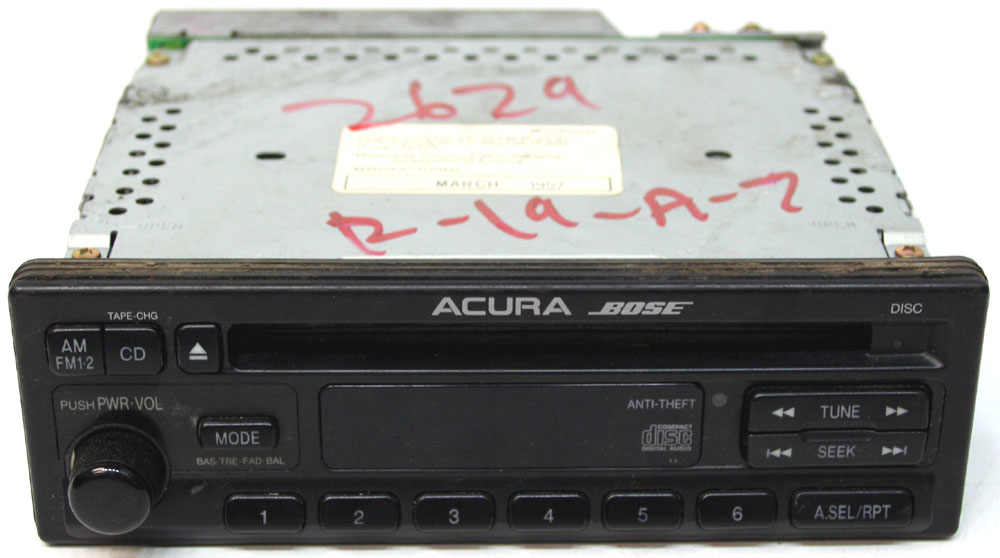 2629
MARCH 1997
R-19-A-7
ACURA BOSE
DISC
TAPE·CHG
AM
FM1·2
CD
PUSH PWR·VOL
MODE
BAS·TRE·FAD·BAL
ANTI-THEFT
COMPACT
disc
DIGITAL AUDIO
TUNE
SEEK
1 2 3 4 5 6 A.SEL/RPT